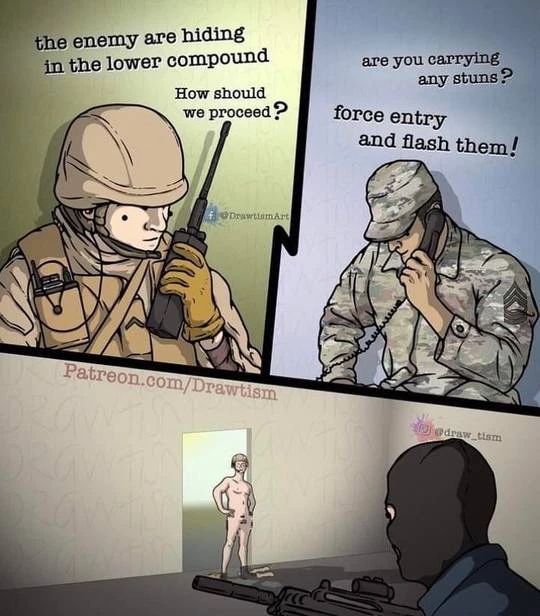 the enemy are hiding
in the lower compound
How should
we proceed?
@DrawtismArt
are you carrying
any stuns?
force entry
and flash them!
Patreon.com/Drawtism
@draw_tism